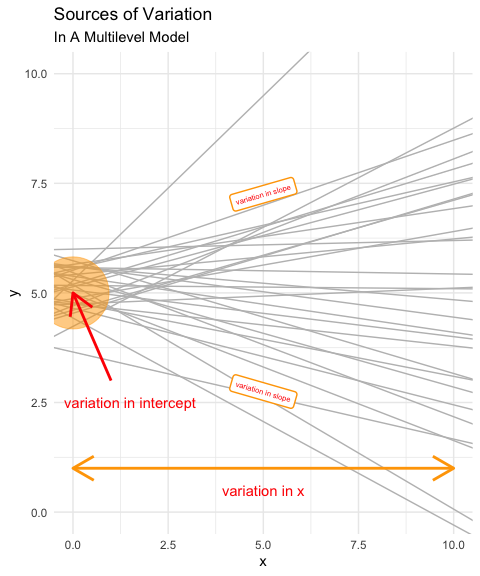 Sources of Variation
In A Multilevel Model
10.0
7.5
5.0
2.5
0.0
y
variation in slope
variation in slope
variation in intercept
variation in x
0.0 2.5 5.0 7.5 10.0
x